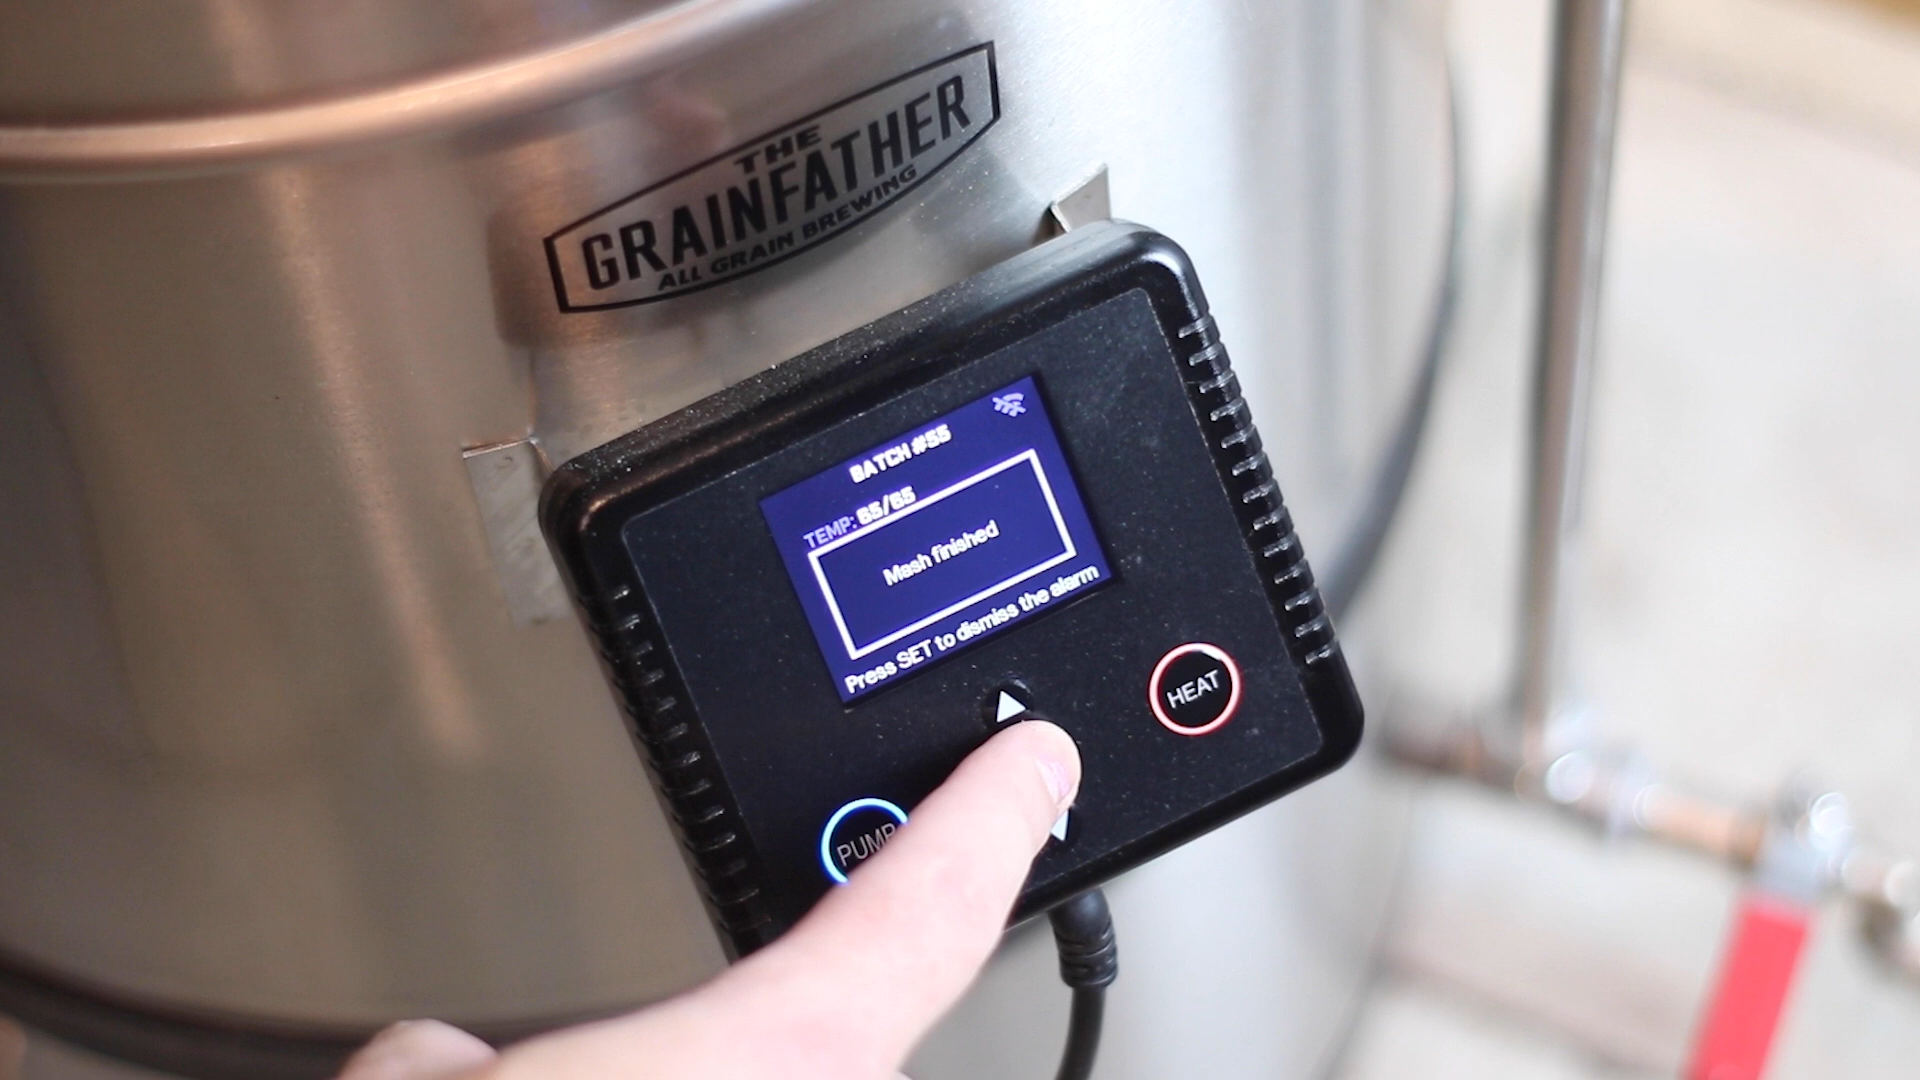 THE
GRAINFATHER
ALL GRAIN BREWING
BATCH #55
TEMP: 65/65
Mash finished
Press SET to dismiss the alarm
HEAT
PUMP